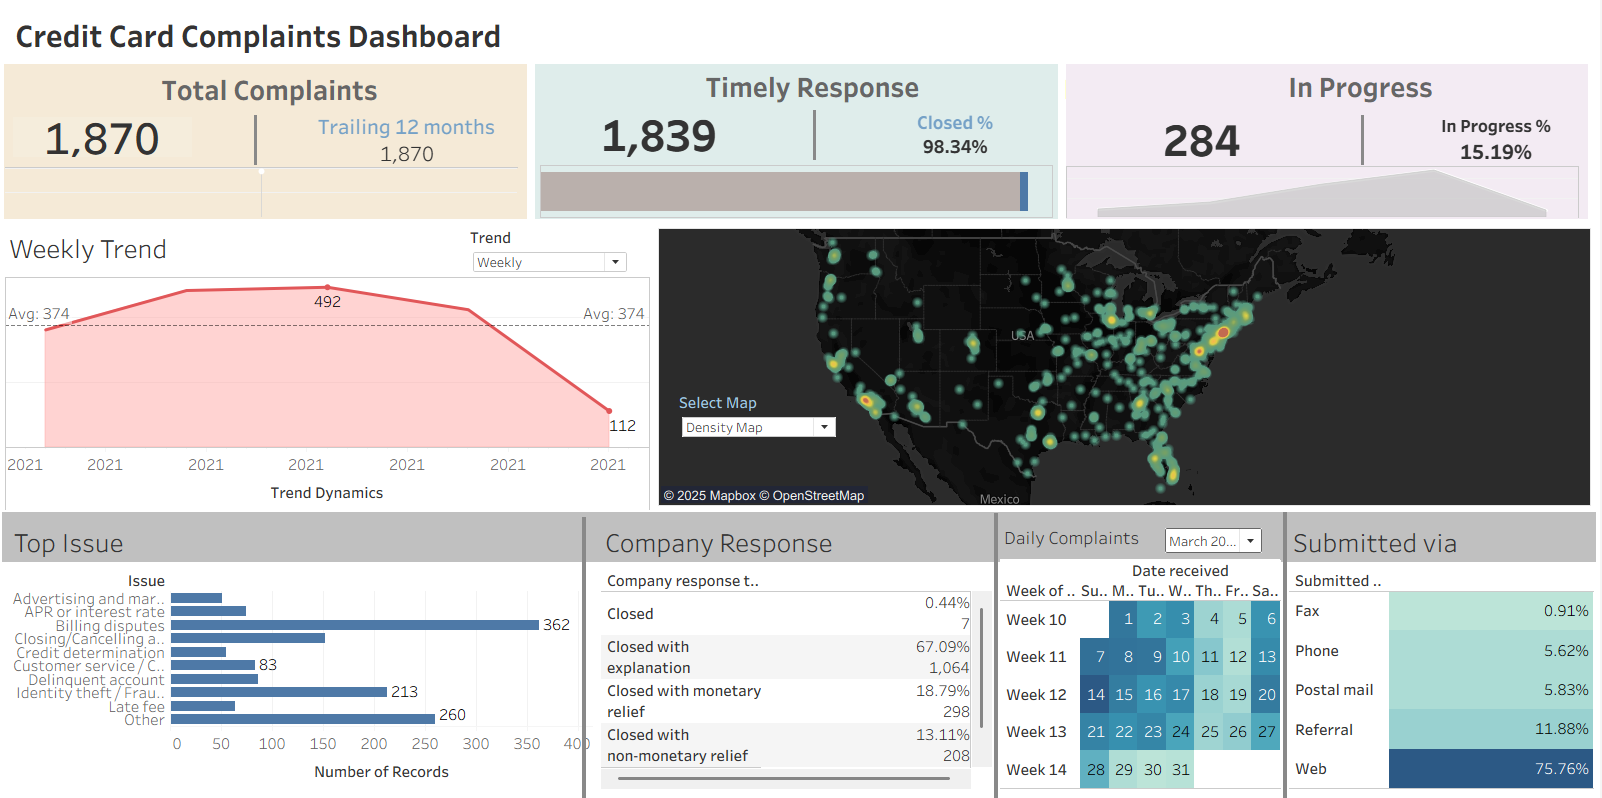 Credit Card Complaints Dashboard
Total Complaints
1,870
Trailing 12 months
1,870
Timely Response
1,839
Closed %
98.34%
In Progress
284
In Progress %
15.19%
Weekly Trend
Trend
Weekly
Avg: 374
492
Avg: 374
112
2021 2021 2021 2021 2021 2021 2021
Trend Dynamics
USA
Select Map
Density Map
Mexico
© 2025 Mapbox © OpenStreetMap
Top Issue
Issue
Advertising and mar..
APR or interest rate
Billing disputes 362
Closing/Cancelling a..
Credit determination
Customer service / C.. 83
Delinquent account
Identity theft / Frau.. 213
Late fee
Other 260
0 50 100 150 200 250 300 350 400
Number of Records
Company Response
Company response t..
Closed 0.44%
7
Closed with explanation 67.09%
1,064
Closed with monetary relief 18.79%
298
Closed with non-monetary relief 13.11%
208
Daily Complaints
March 20...
Date received
Week of .. Su.. M.. Tu.. W.. Th.. Fr.. Sa..
Week 10 1 2 3 4 5 6
Week 11 7 8 9 10 11 12 13
Week 12 14 15 16 17 18 19 20
Week 13 21 22 23 24 25 26 27
Week 14 28 29 30 31
Submitted via
Submitted ..
Fax 0.91%
Phone 5.62%
Postal mail 5.83%
Referral 11.88%
Web 75.76%